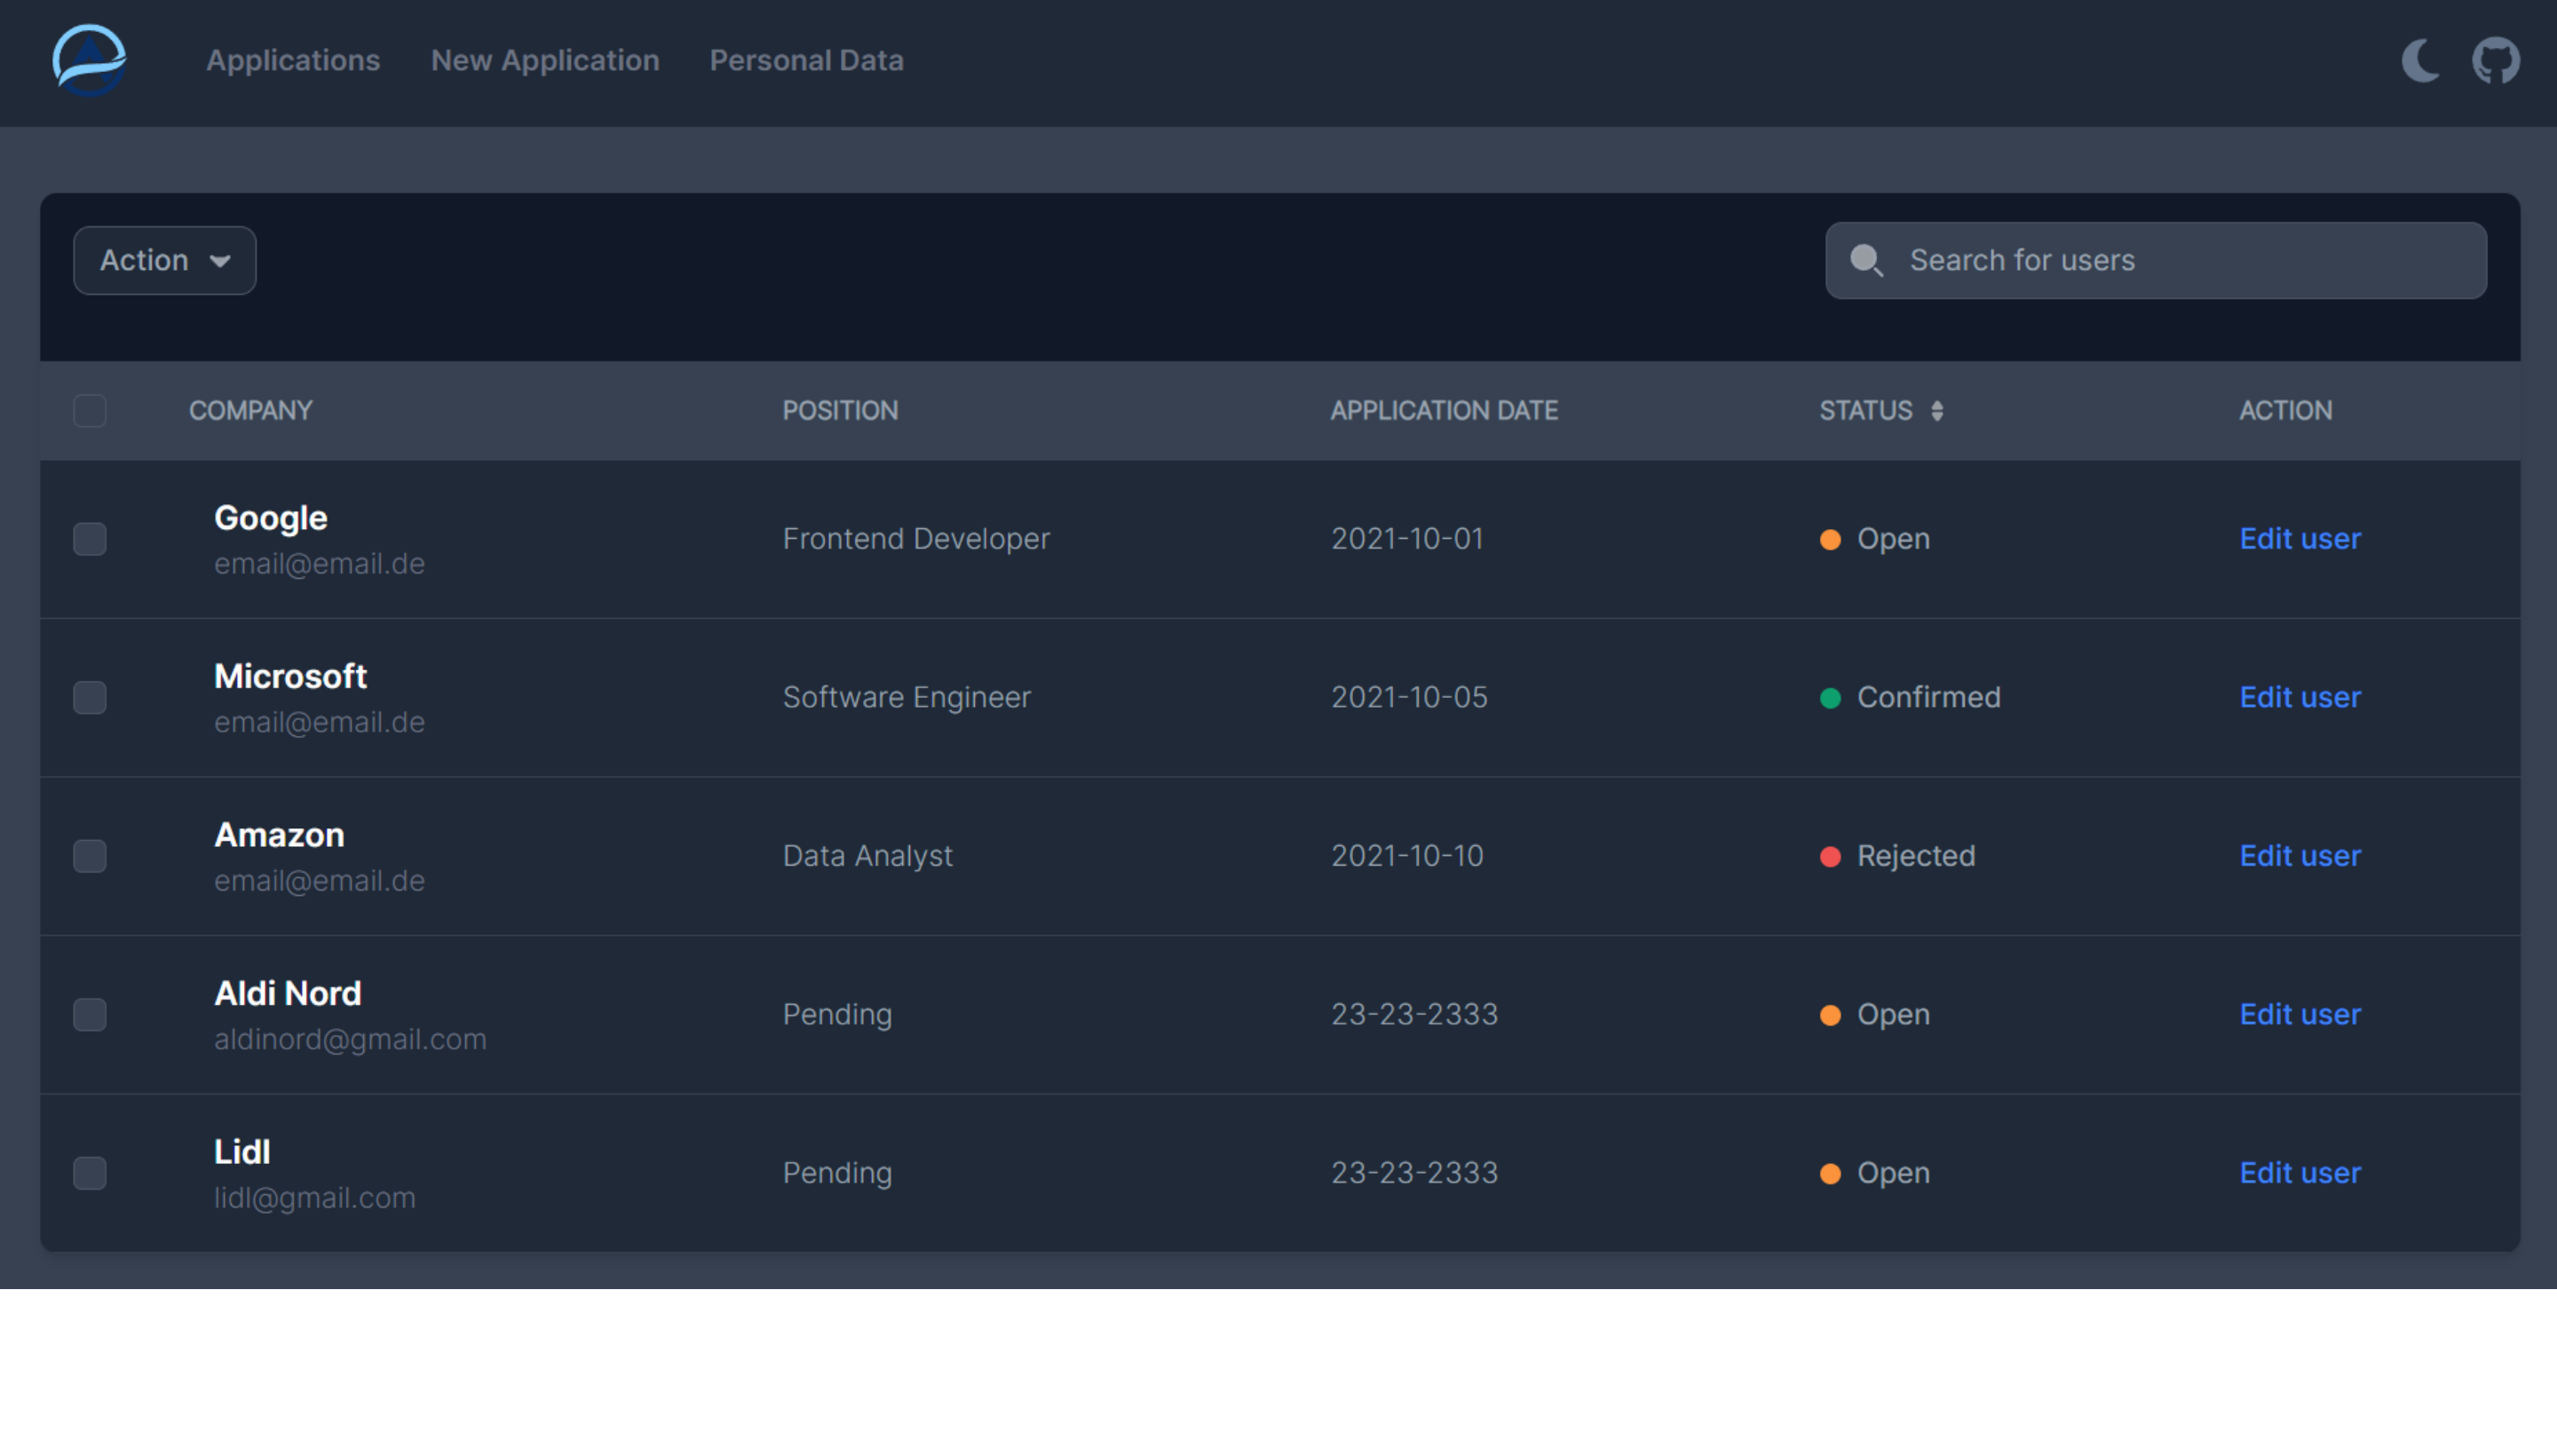 Applications New Application Personal Data
Action Search for users
COMPANY POSITION APPLICATION DATE STATUS ACTION
Google
email@email.de
Frontend Developer 2021-10-01 Open Edit user
Microsoft
email@email.de
Software Engineer 2021-10-05 Confirmed Edit user
Amazon
email@email.de
Data Analyst 2021-10-10 Rejected Edit user
Aldi Nord
aldinord@gmail.com
Pending 23-23-2333 Open Edit user
Lidl
lidl@gmail.com
Pending 23-23-2333 Open Edit user